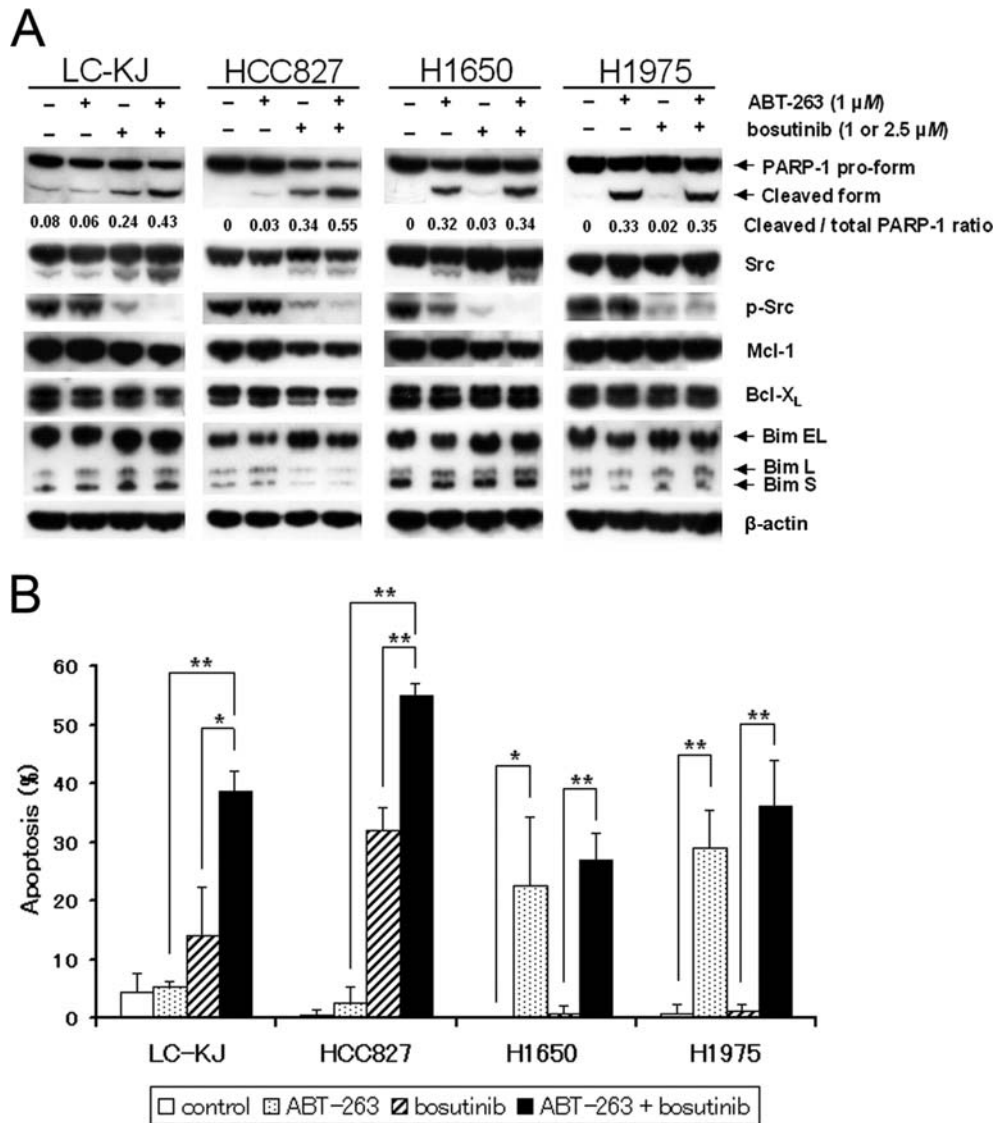 A
LC-KJ HCC827 H1650 H1975
– + – + – + – + – + – + – + – + ABT-263 (1 μM)
– – + + – – + + – – + + – – + + bosutinib (1 or 2.5 μM)
PARP-1 pro-form
Cleaved form
0.08 0.06 0.24 0.43 0 0.03 0.34 0.55 0 0.32 0.03 0.34 0 0.33 0.02 0.35 Cleaved / total PARP-1 ratio
Src
p-Src
Mcl-1
Bcl-XL
Bim EL
Bim L
Bim S
β-actin
B
** ** ** * * ** ** **
Apoptosis (%)
60
50
40
30
20
10
0
LC-KJ HCC827 H1650 H1975
control ABT-263 bosutinib ABT-263 + bosutinib